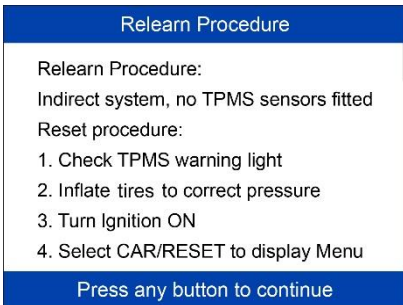 Relearn Procedure
Relearn Procedure:
Indirect system, no TPMS sensors fitted
Reset procedure:
1. Check TPMS warning light
2. Inflate tires to correct pressure
3. Turn Ignition ON
4. Select CAR/RESET to display Menu
Press any button to continue